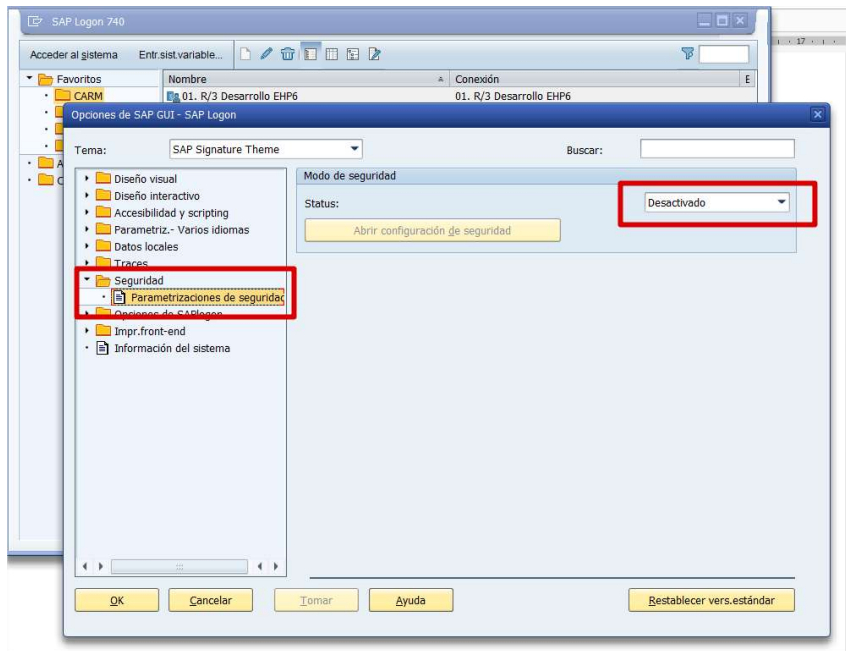 SAP Logon 740
Acceder al sistema Entr.sist.variable...
17
Favoritos Nombre Conexión E
CARM 01. R/3 Desarrollo EHP6 01. R/3 Desarrollo EHP6
Opciones de SAP GUI - SAP Logon
Tema: SAP Signature Theme Buscar:
Diseño visual Modo de seguridad
Diseño interactivo Status: Desactivado
Accesibilidad y scripting
Parametriz.- Varios idiomas Abrir configuración de seguridad
Datos locales
Traces
Seguridad
Parametrizaciones de seguridad
Opciones de SAPlogon
Impr.front-end
Información del sistema
OK Cancelar Tomar Ayuda Restablecer vers.estándar